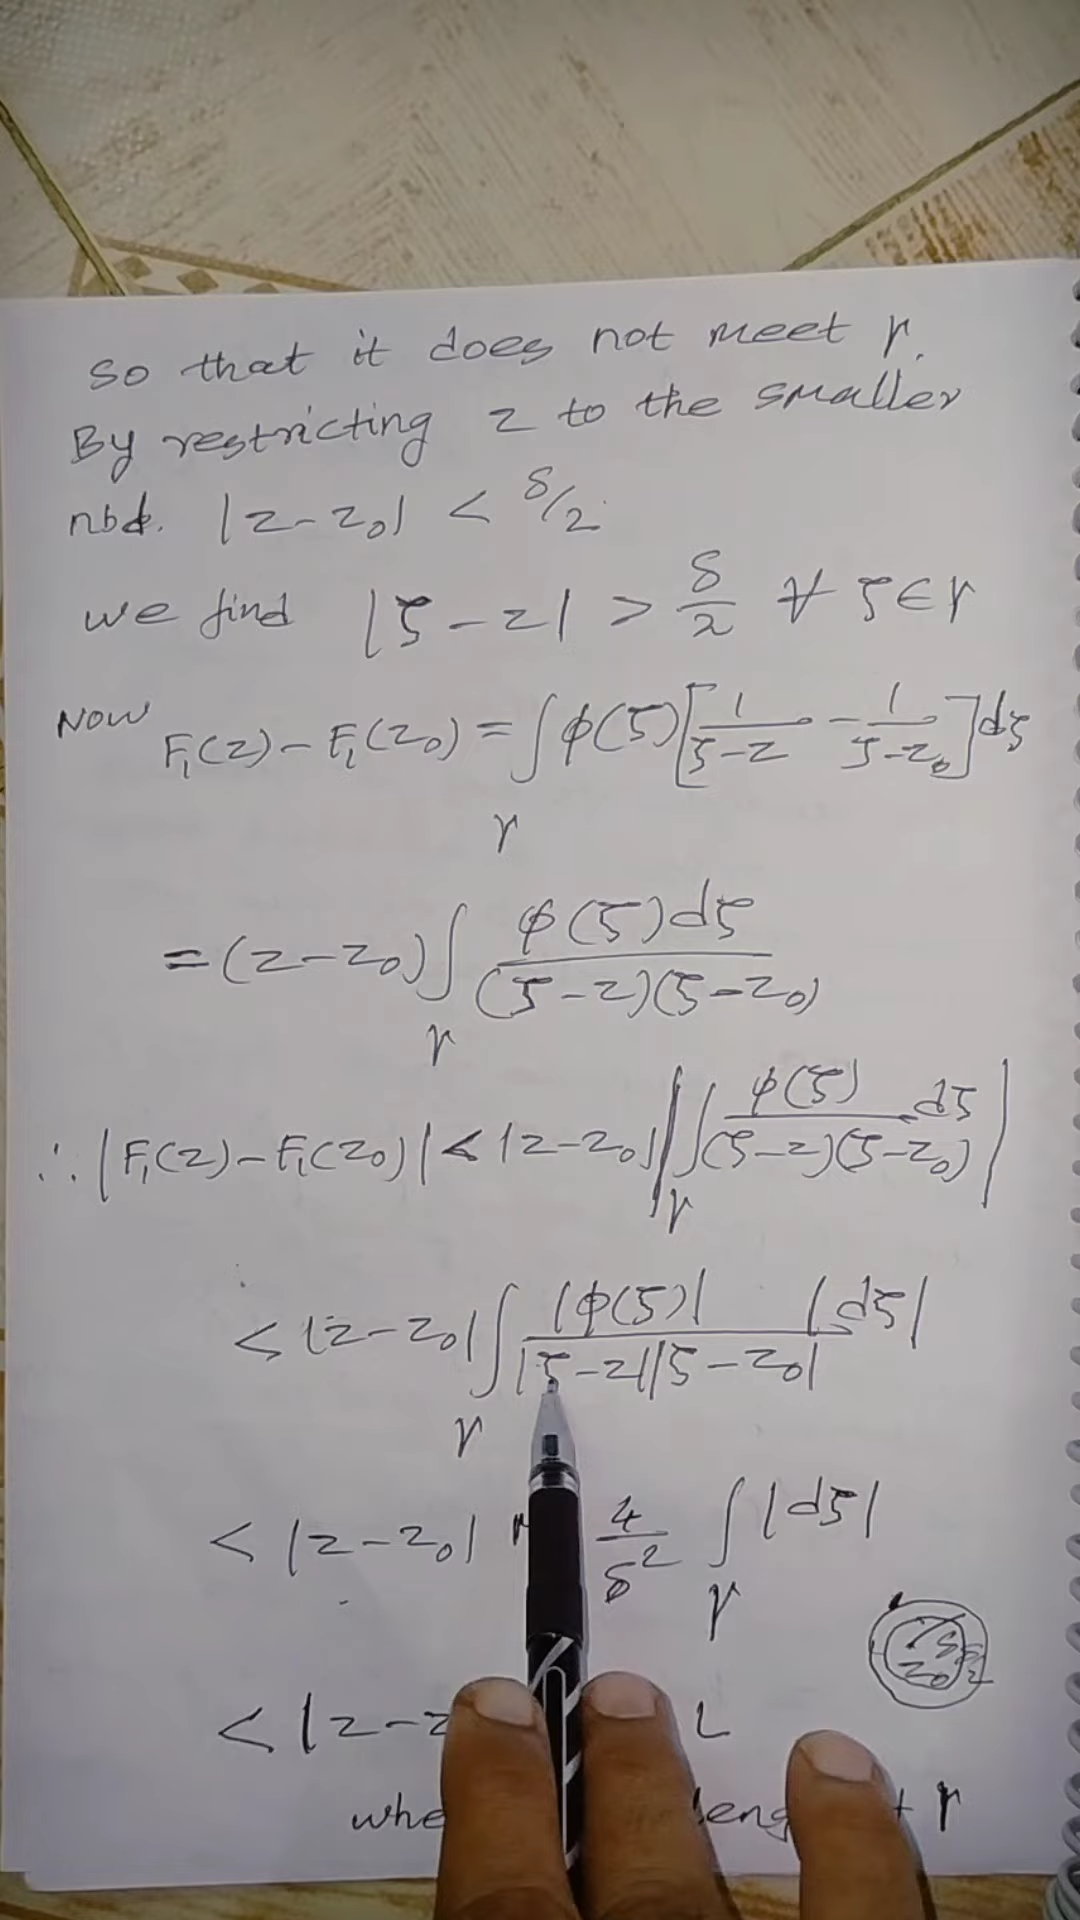 so that it does not meet γ.
By restricting z to the smaller
nbd. |z-z₀| < δ/2
we find |ζ-z| > δ/2 ∀ ζ∈γ
Now F₁(z)-F₁(z₀) = ∫γ φ(ζ)[1/(ζ-z) - 1/(ζ-z₀)]dζ
= (z-z₀)∫γ φ(ζ)dζ/((ζ-z)(ζ-z₀))
∴ |F₁(z)-F₁(z₀)| < |z-z₀| |∫γ φ(ζ)/((ζ-z)(ζ-z₀)) dζ|
< |z-z₀| ∫γ |φ(ζ)|/(|ζ-z||ζ-z₀|) |dζ|
< |z-z₀| 4/δ² ∫γ |dζ|
< |z- L
γ